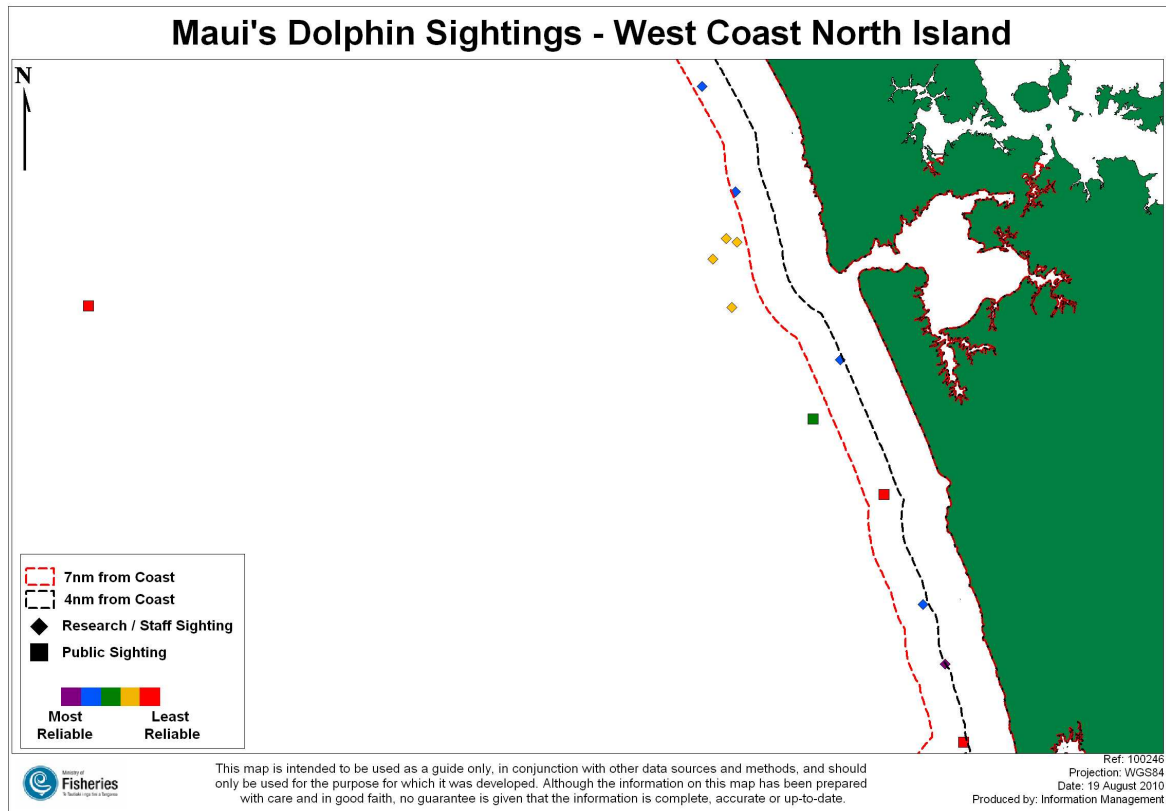 Maui's Dolphin Sightings - West Coast North Island
N
7nm from Coast
4nm from Coast
Research / Staff Sighting
Public Sighting
Most Least
Reliable Reliable
Ministry of
Fisheries
This map is intended to be used as a guide only, in conjunction with other data sources and methods, and should
only be used for the purpose for which it was developed. Although the information on this map has been prepared
with care and in good faith, no guarantee is given that the information is complete, accurate or up-to-date.
Ref: 100246
Projection: WGS84
Date: 19 August 2010
Produced by: Information Management